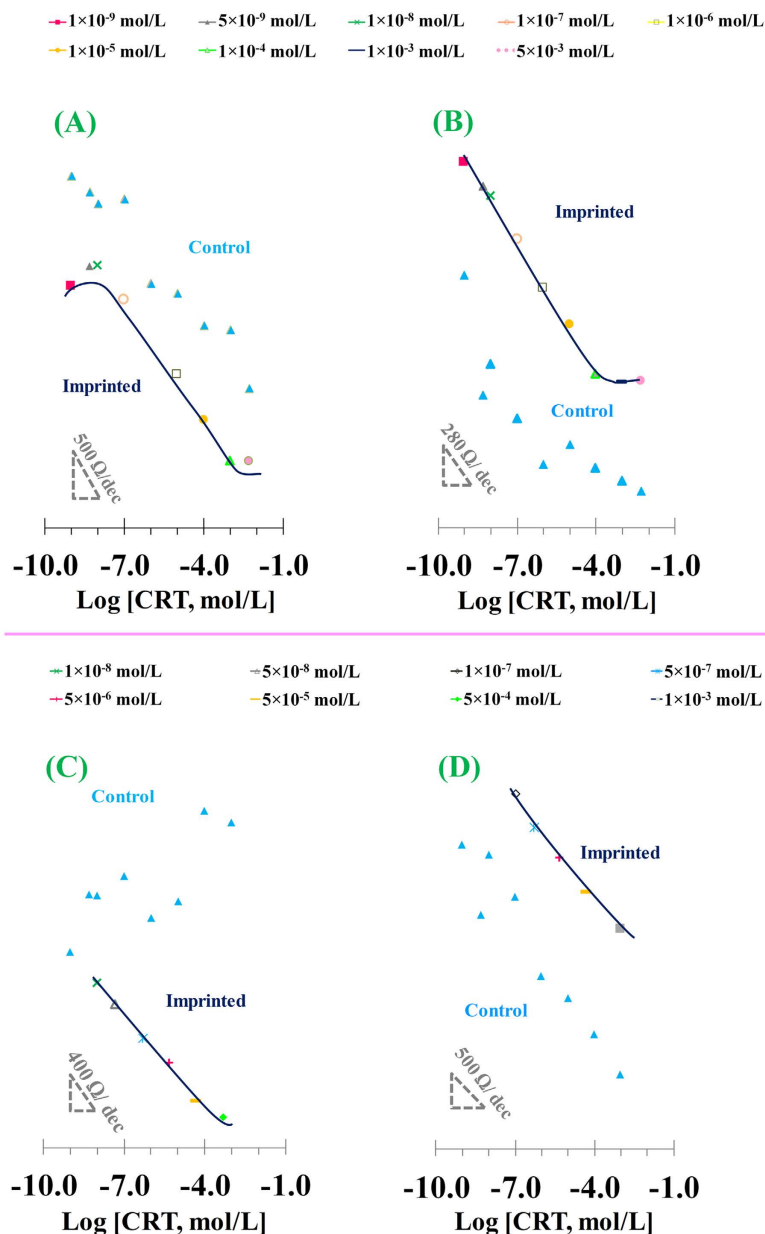 1×10⁻⁹ mol/L 5×10⁻⁹ mol/L 1×10⁻⁸ mol/L 1×10⁻⁷ mol/L 1×10⁻⁶ mol/L
1×10⁻⁵ mol/L 1×10⁻⁴ mol/L 1×10⁻³ mol/L 5×10⁻³ mol/L
(A)
Control
Imprinted
500 Ω/dec
-10.0 -7.0 -4.0 -1.0
Log [CRT, mol/L]
(B)
Imprinted
Control
280 Ω/dec
-10.0 -7.0 -4.0 -1.0
Log [CRT, mol/L]
1×10⁻⁸ mol/L 5×10⁻⁸ mol/L 1×10⁻⁷ mol/L 5×10⁻⁷ mol/L
5×10⁻⁶ mol/L 5×10⁻⁵ mol/L 5×10⁻⁴ mol/L 1×10⁻³ mol/L
(C)
Control
Imprinted
400 Ω/ dec
-10.0 -7.0 -4.0 -1.0
Log [CRT, mol/L]
(D)
Imprinted
Control
500 Ω/ dec
-10.0 -7.0 -4.0 -1.0
Log [CRT, mol/L]